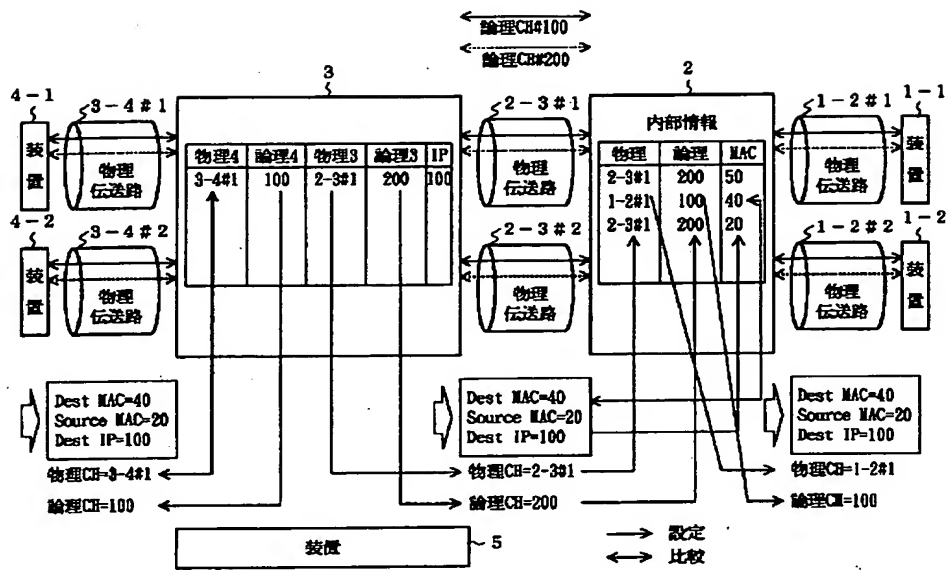 論理CH#100
論理CH#200
3
2
4-1
3-4#1
2-3#1
1-2#1
1-1
装置
物理伝送路
物理4 論理4 物理3 論理3 IP
3-4#1 100 2-3#1 200 100
物理伝送路
内部情報
物理 論理 MAC
2-3#1 200 50
1-2#1 100 40
2-3#1 200 20
物理伝送路
装置
4-2
3-4#2
2-3#2
1-2#2
1-2
装置
物理伝送路
物理伝送路
物理伝送路
装置
Dest MAC=40
Source MAC=20
Dest IP=100
物理CH=3-4#1
論理CH=100
Dest MAC=40
Source MAC=20
Dest IP=100
物理CH=2-3#1
論理CH=200
Dest MAC=40
Source MAC=20
Dest IP=100
物理CH=1-2#1
論理CH=100
装置
5
設定
比較